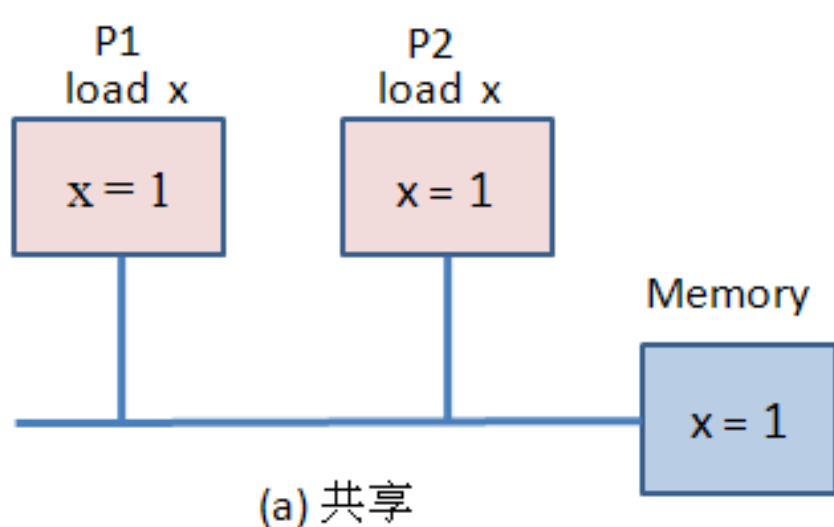 P1
load x
x = 1
P2
load x
x = 1
Memory
x = 1
(a) 共享